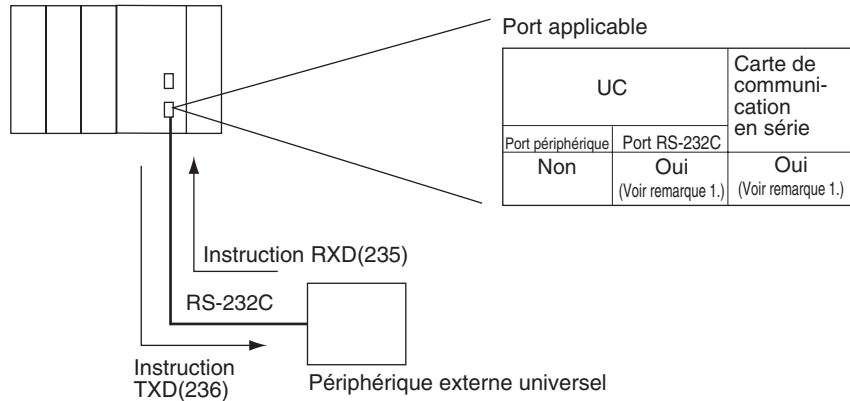 Port applicable
UC
Carte de
communi-
cation
en série
Port périphérique
Port RS-232C
Non
Oui
(Voir remarque 1.)
Oui
(Voir remarque 1.)
Instruction RXD(235)
RS-232C
Instruction
TXD(236)
Périphérique externe universel